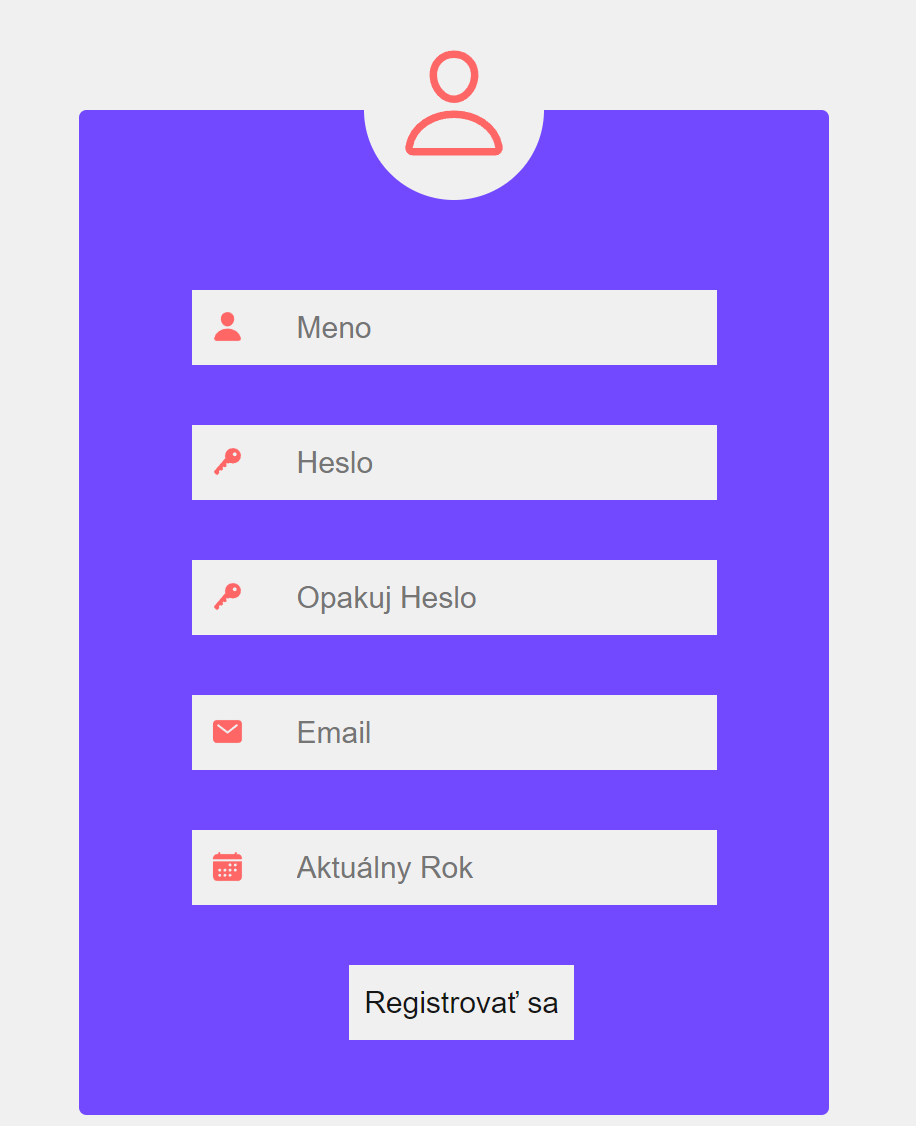 Meno
Heslo
Opakuj Heslo
Email
Aktuálny Rok
Registrovať sa